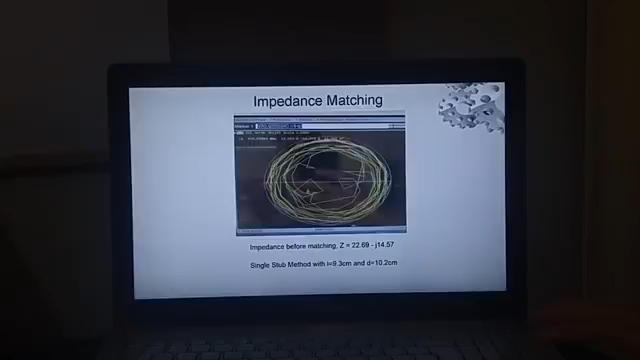 Impedance Matching
Impedance before matching, Z = 22.69 - j14.57
Single Stub Method with l=9.3cm and d=10.2cm